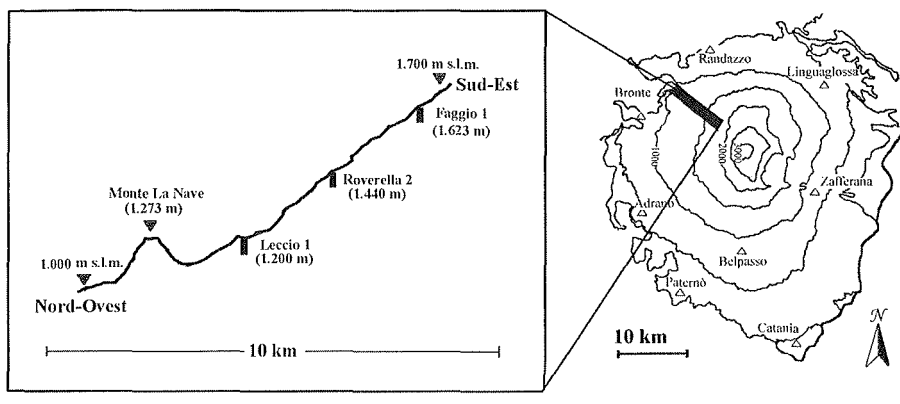 1.700 m s.l.m.
Sud-Est
Faggio 1
(1.623 m)
Roverella 2
(1.440 m)
Monte La Nave
(1.273 m)
Leccio 1
(1.200 m)
1.000 m s.l.m.
Nord-Ovest
10 km
Randazzo
Linguaglossa
Bronte
1000
2000
3000
Zafferana
Adrano
Belpasso
Paternò
Catania
10 km
N